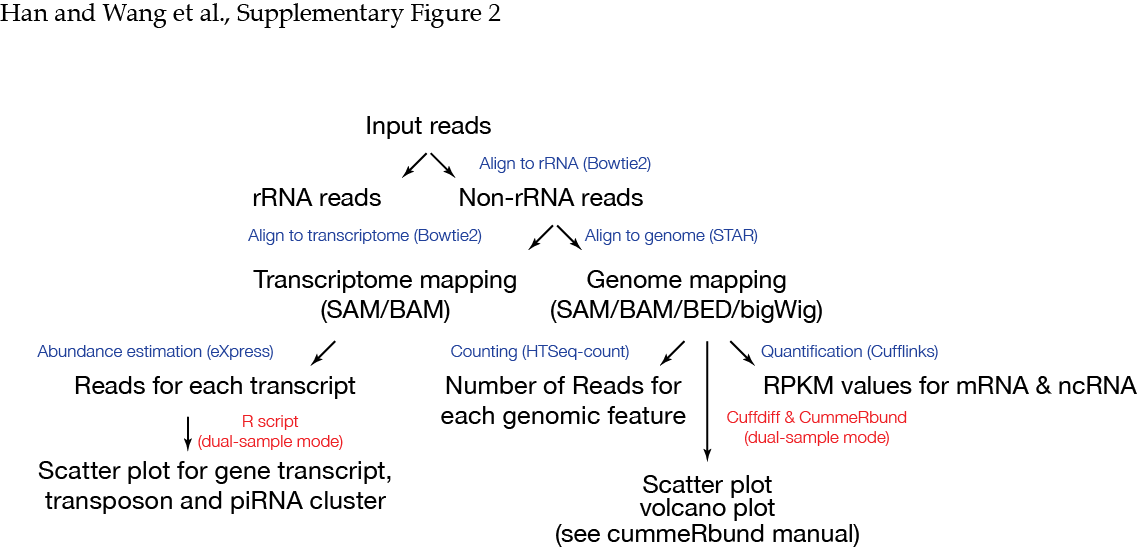 Han and Wang et al., Supplementary Figure 2
Input reads
Align to rRNA (Bowtie2)
rRNA reads
Non-rRNA reads
Align to transcriptome (Bowtie2)
Align to genome (STAR)
Transcriptome mapping
(SAM/BAM)
Genome mapping
(SAM/BAM/BED/bigWig)
Abundance estimation (eXpress)
Counting (HTSeq-count)
Quantification (Cufflinks)
Reads for each transcript
Number of Reads for
each genomic feature
RPKM values for mRNA & ncRNA
R script
(dual-sample mode)
Cuffdiff & CummeRbund
(dual-sample mode)
Scatter plot for gene transcript,
transposon and piRNA cluster
Scatter plot
volcano plot
(see cummeRbund manual)